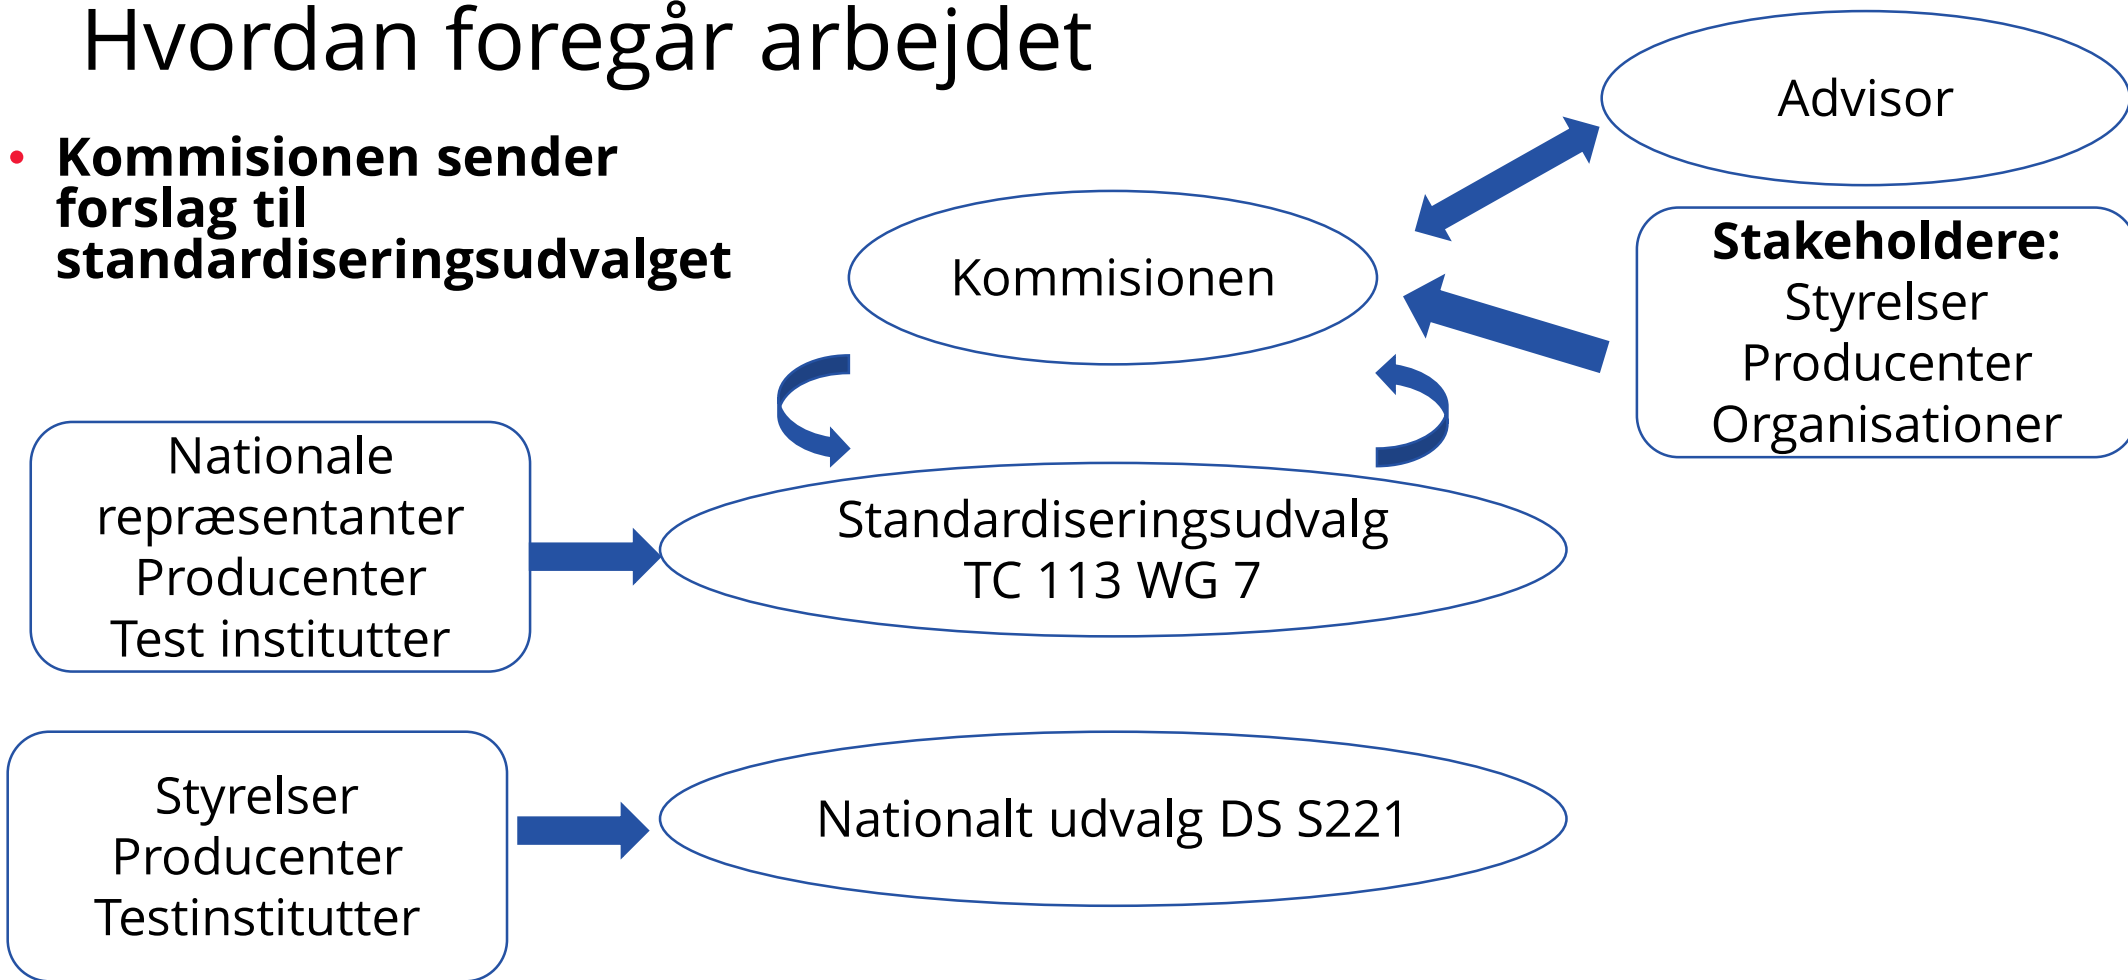 Hvordan foregår arbejdet
• Kommisionen sender
forslag til
standardiseringsudvalget
Advisor
Kommisionen
Stakeholdere:
Styrelser
Producenter
Organisationer
Nationale
repræsentanter
Producenter
Test institutter
Standardiseringsudvalg
TC 113 WG 7
Styrelser
Producenter
Testinstitutter
Nationalt udvalg DS S221